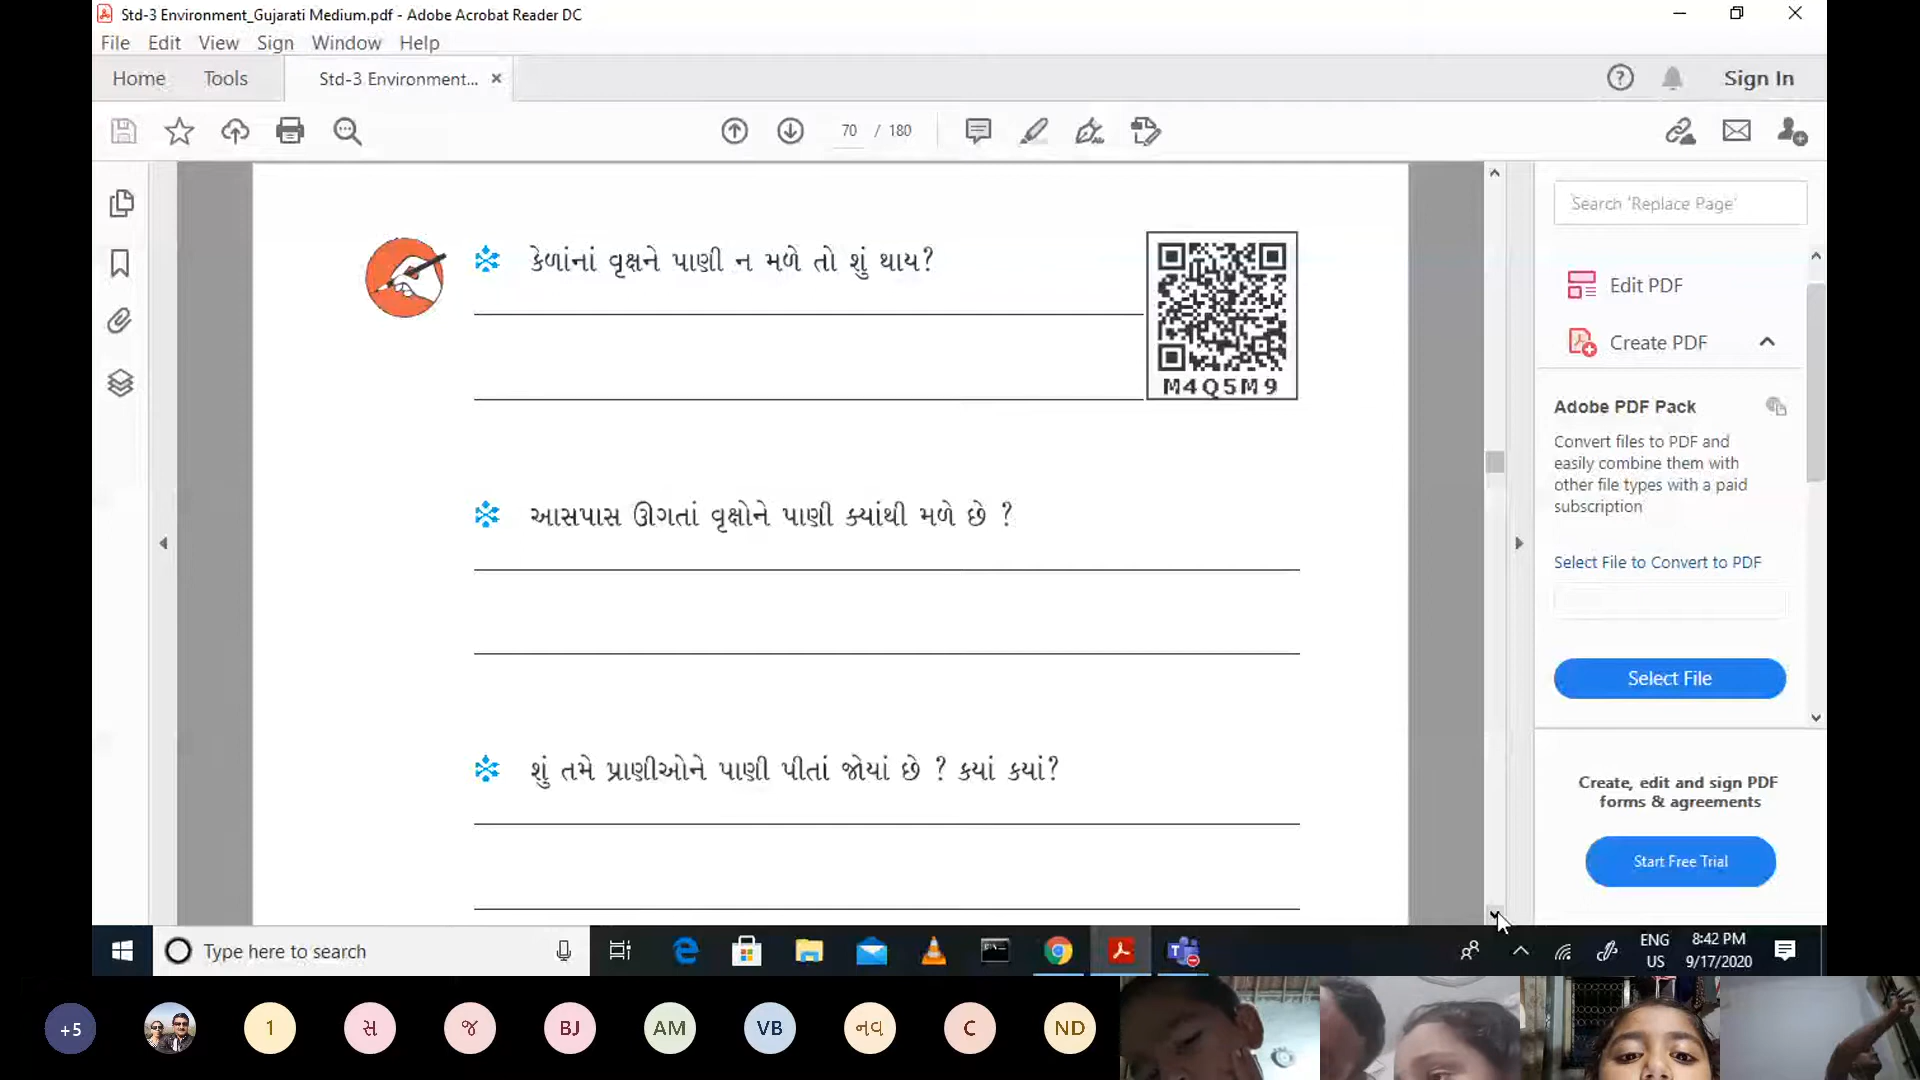 Std-3 Environment_Gujarati Medium.pdf - Adobe Acrobat Reader DC
File Edit View Sign Window Help
Home Tools Std-3 Environment... Sign In
70 / 180
Search 'Replace Page'
કેળાંનાં વૃક્ષને પાણી ન મળે તો શું થાય?
M4Q5M9
Edit PDF
Create PDF
Adobe PDF Pack
Convert files to PDF and
easily combine them with
other file types with a paid
subscription
આસપાસ ઊગતાં વૃક્ષોને પાણી ક્યાંથી મળે છે ?
Select File to Convert to PDF
Select File
શું તમે પ્રાણીઓને પાણી પીતાં જોયાં છે ? કયાં કયાં?
Create, edit and sign PDF
forms & agreements
Start Free Trial
Type here to search
ENG
US
8:42 PM
9/17/2020
+5 1 સ જ BJ AM VB નવ C ND